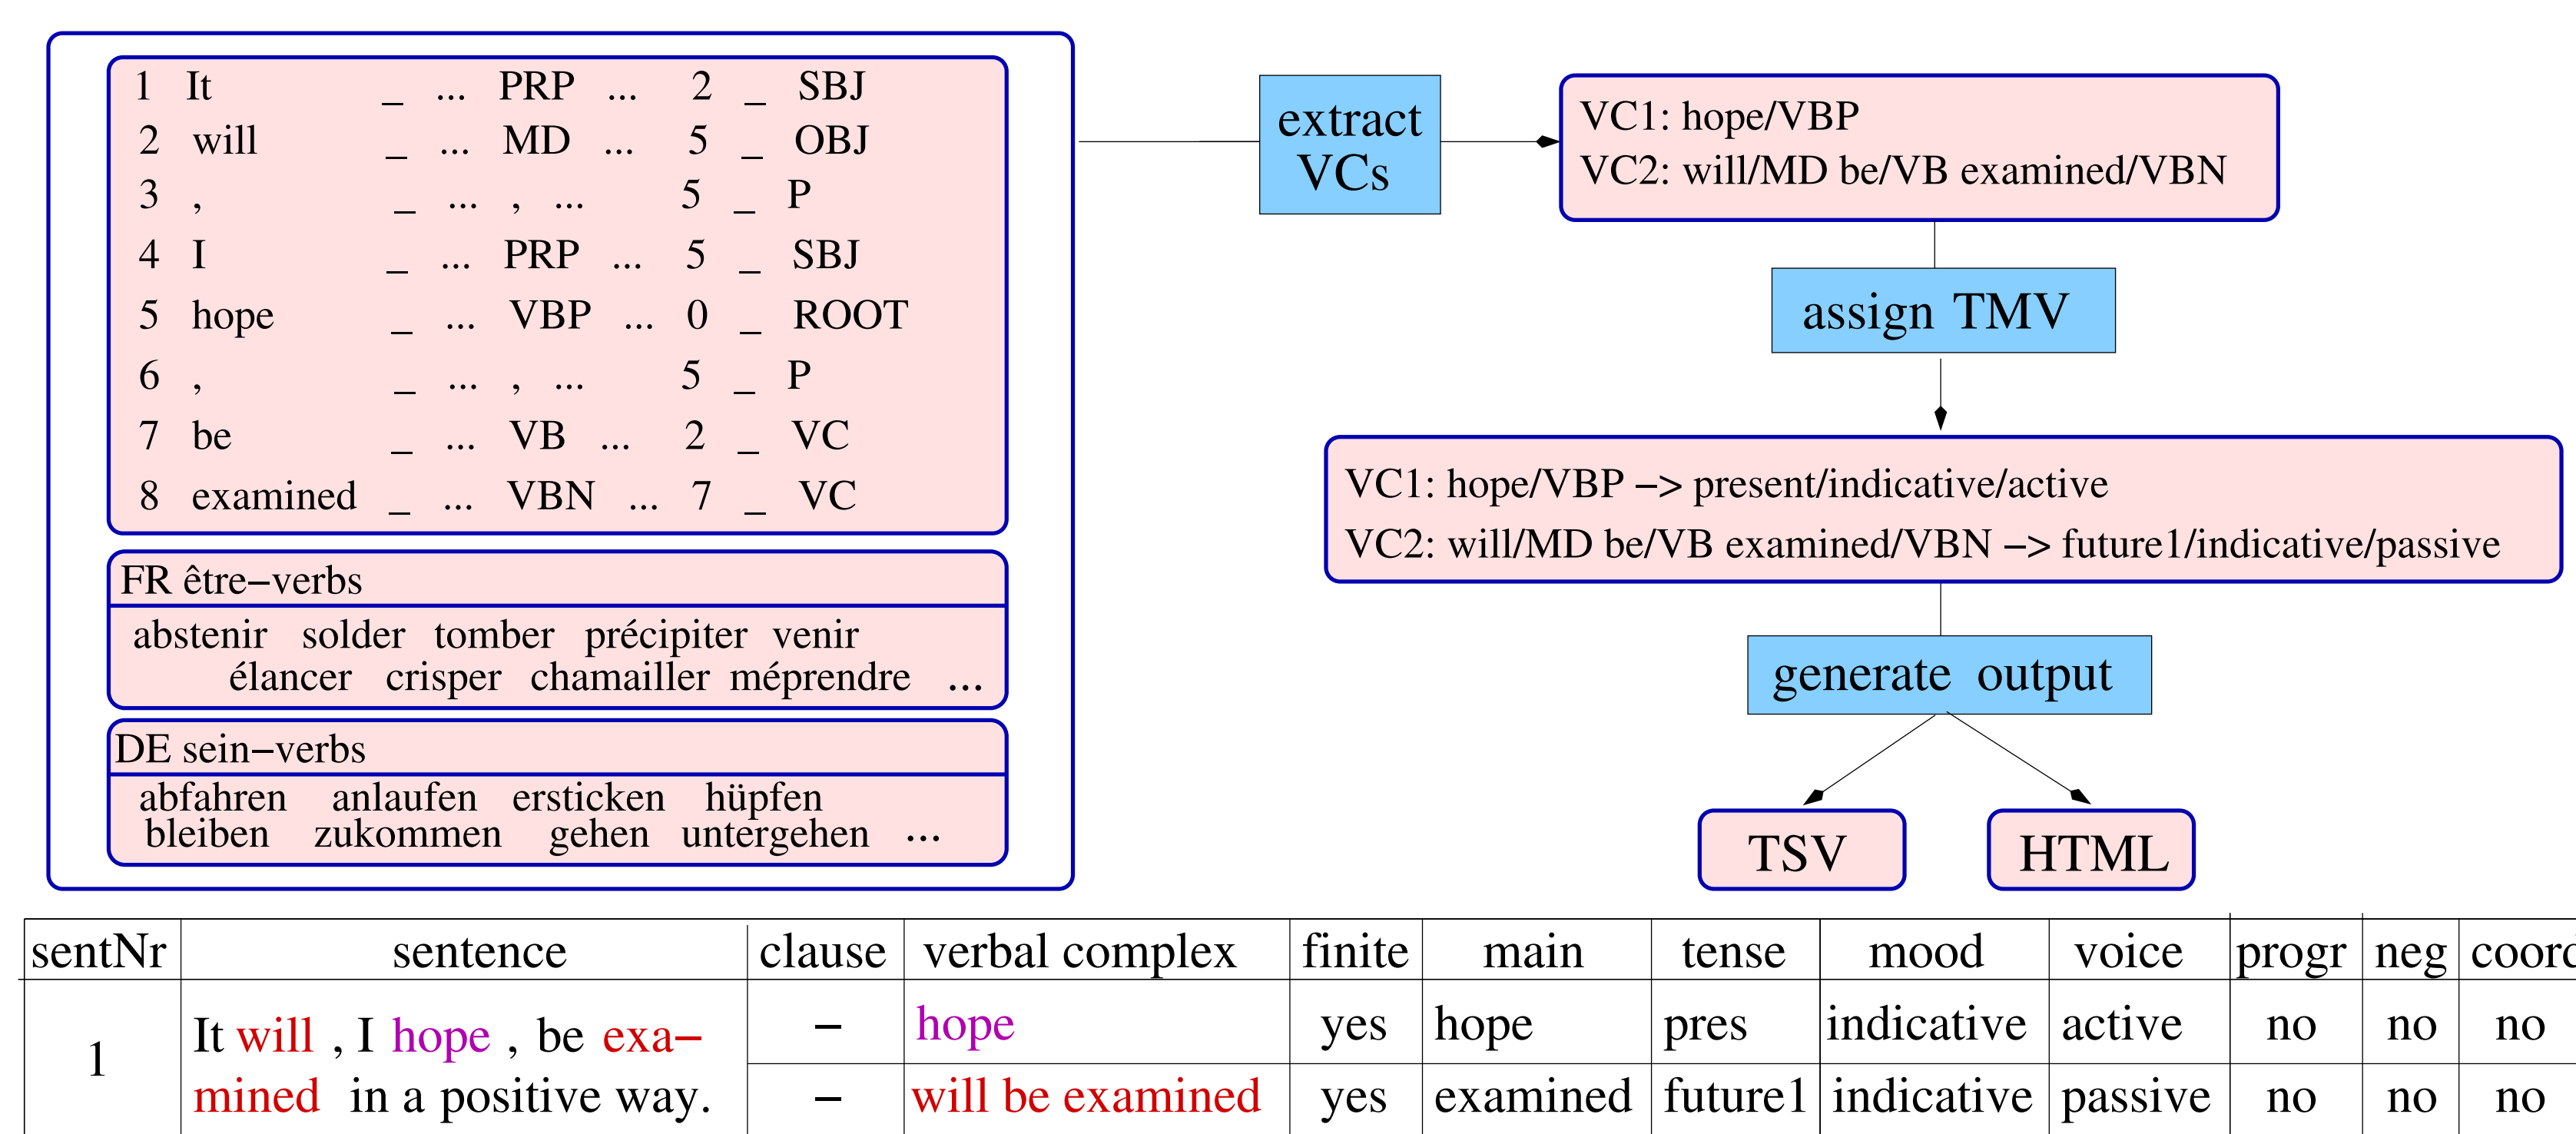 1 It _ ... PRP ... 2 _ SBJ
2 will _ ... MD ... 5 _ OBJ
3 , _ ... , ... 5 _ P
4 I _ ... PRP ... 5 _ SBJ
5 hope _ ... VBP ... 0 _ ROOT
6 , _ ... , ... 5 _ P
7 be _ ... VB ... 2 _ VC
8 examined _ ... VBN ... 7 _ VC
FR être−verbs
abstenir solder tomber précipiter venir
élancer crisper chamailler méprendre ...
DE sein−verbs
abfahren anlaufen ersticken hüpfen
bleiben zukommen gehen untergehen ...
extract
VCs
VC1: hope/VBP
VC2: will/MD be/VB examined/VBN
assign TMV
VC1: hope/VBP −> present/indicative/active
VC2: will/MD be/VB examined/VBN −> future1/indicative/passive
generate output
TSV HTML
sentNr sentence clause verbal complex finite main tense mood voice progr neg coord
1
It will , I hope , be exa−
mined in a positive way.
− hope yes hope pres indicative active no no no
− will be examined yes examined future1 indicative passive no no no